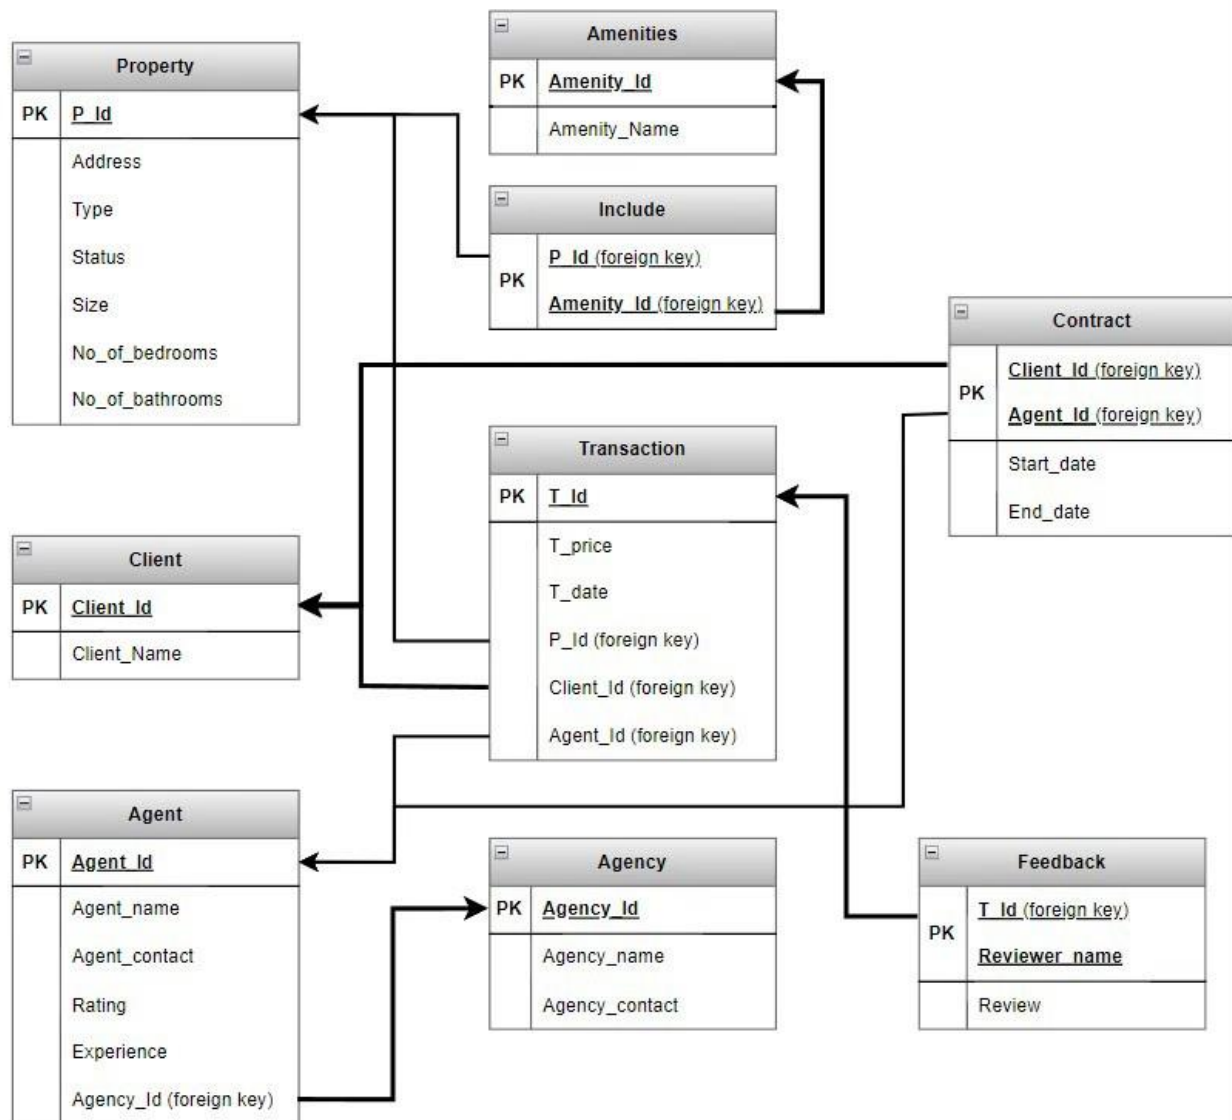 Property
PK P_Id
Address
Type
Status
Size
No_of_bedrooms
No_of_bathrooms
Amenities
PK Amenity_Id
Amenity_Name
Include
PK
P_Id (foreign key)
Amenity_Id (foreign key)
Contract
PK
Client_Id (foreign key)
Agent_Id (foreign key)
Start_date
End_date
Transaction
PK T_Id
T_price
T_date
P_Id (foreign key)
Client_Id (foreign key)
Agent_Id (foreign key)
Client
PK Client_Id
Client_Name
Agent
PK Agent_Id
Agent_name
Agent_contact
Rating
Experience
Agency_Id (foreign key)
Agency
PK Agency_Id
Agency_name
Agency_contact
Feedback
PK
T_Id (foreign key)
Reviewer_name
Review